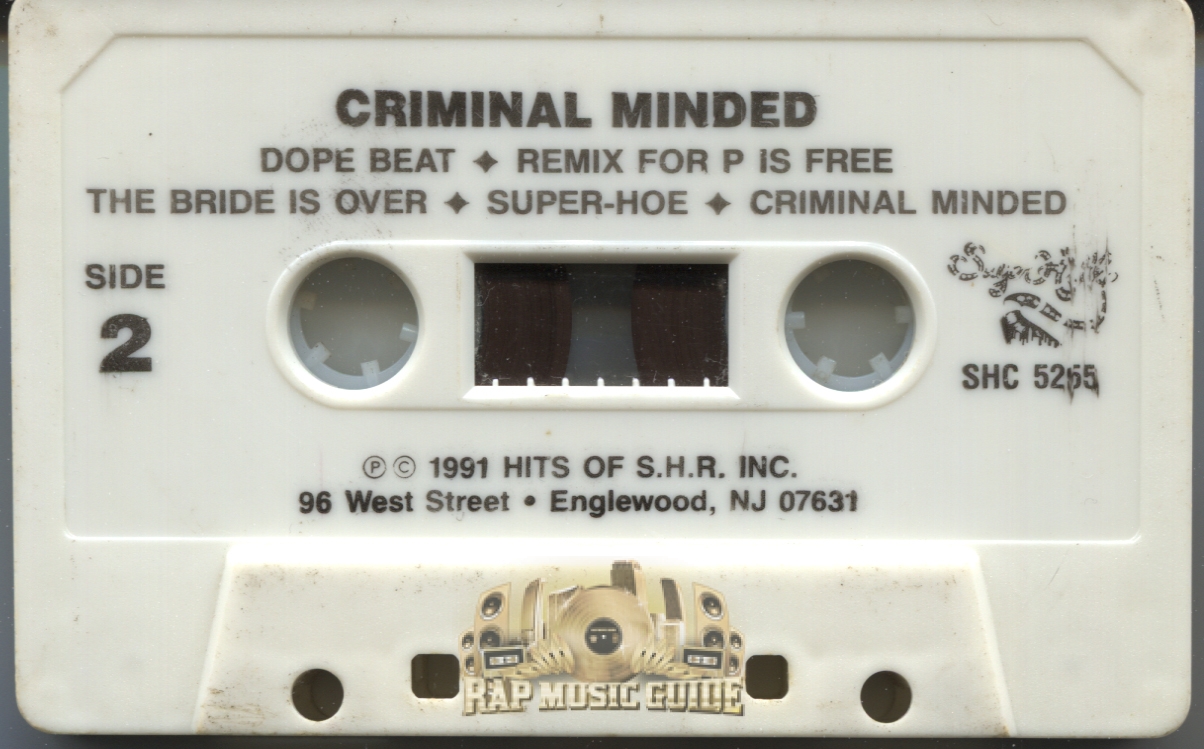 CRIMINAL MINDED
DOPE BEAT ✦ REMIX FOR P IS FREE
THE BRIDE IS OVER ✦ SUPER-HOE ✦ CRIMINAL MINDED
SIDE
2
SHC 5265
Ⓟ © 1991 HITS OF S.H.R. INC.
96 West Street • Englewood, NJ 07631
RAP MUSIC GUIDE